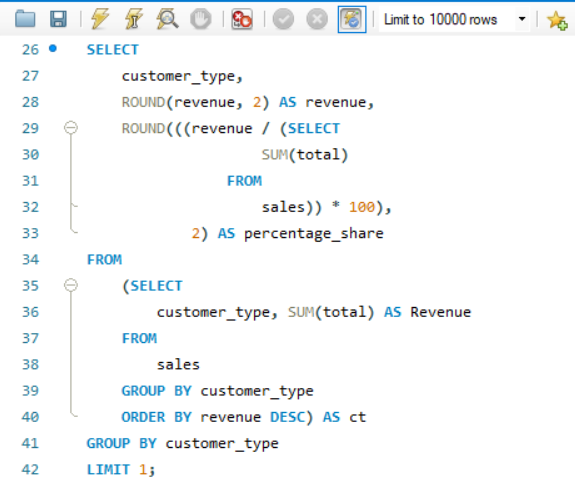 Limit to 10000 rows
26 SELECT
27 customer_type,
28 ROUND(revenue, 2) AS revenue,
29 ROUND(((revenue / (SELECT
30 SUM(total)
31 FROM
32 sales)) * 100),
33 2) AS percentage_share
34 FROM
35 (SELECT
36 customer_type, SUM(total) AS Revenue
37 FROM
38 sales
39 GROUP BY customer_type
40 ORDER BY revenue DESC) AS ct
41 GROUP BY customer_type
42 LIMIT 1;